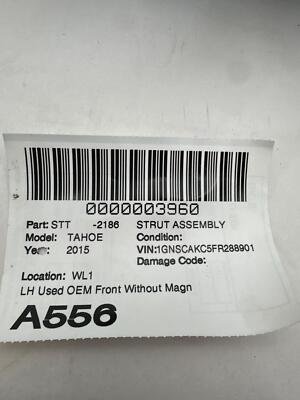 0000003960
Part: STT -2186 STRUT ASSEMBLY
Model: TAHOE Condition:
Year: 2015 VIN:1GNSCAKC5FR288901
Damage Code:
Location: WL1
LH Used OEM Front Without Magn
A556